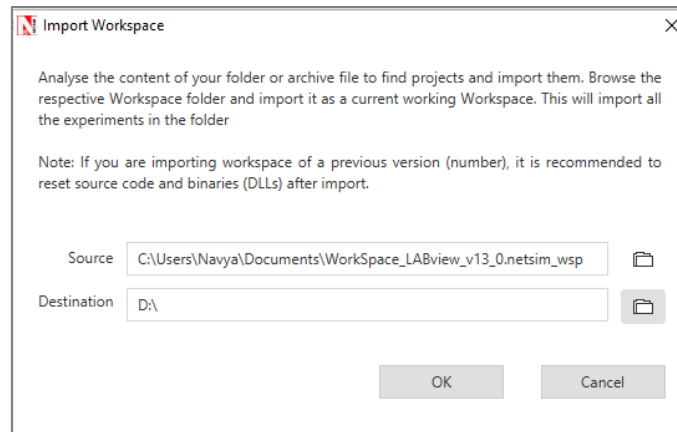 Import Workspace
Analyse the content of your folder or archive file to find projects and import them. Browse the
respective Workspace folder and import it as a current working Workspace. This will import all
the experiments in the folder
Note: If you are importing workspace of a previous version (number), it is recommended to
reset source code and binaries (DLLs) after import.
Source C:\Users\Navya\Documents\WorkSpace_LABview_v13_0.netsim_wsp
Destination D:\
OK Cancel